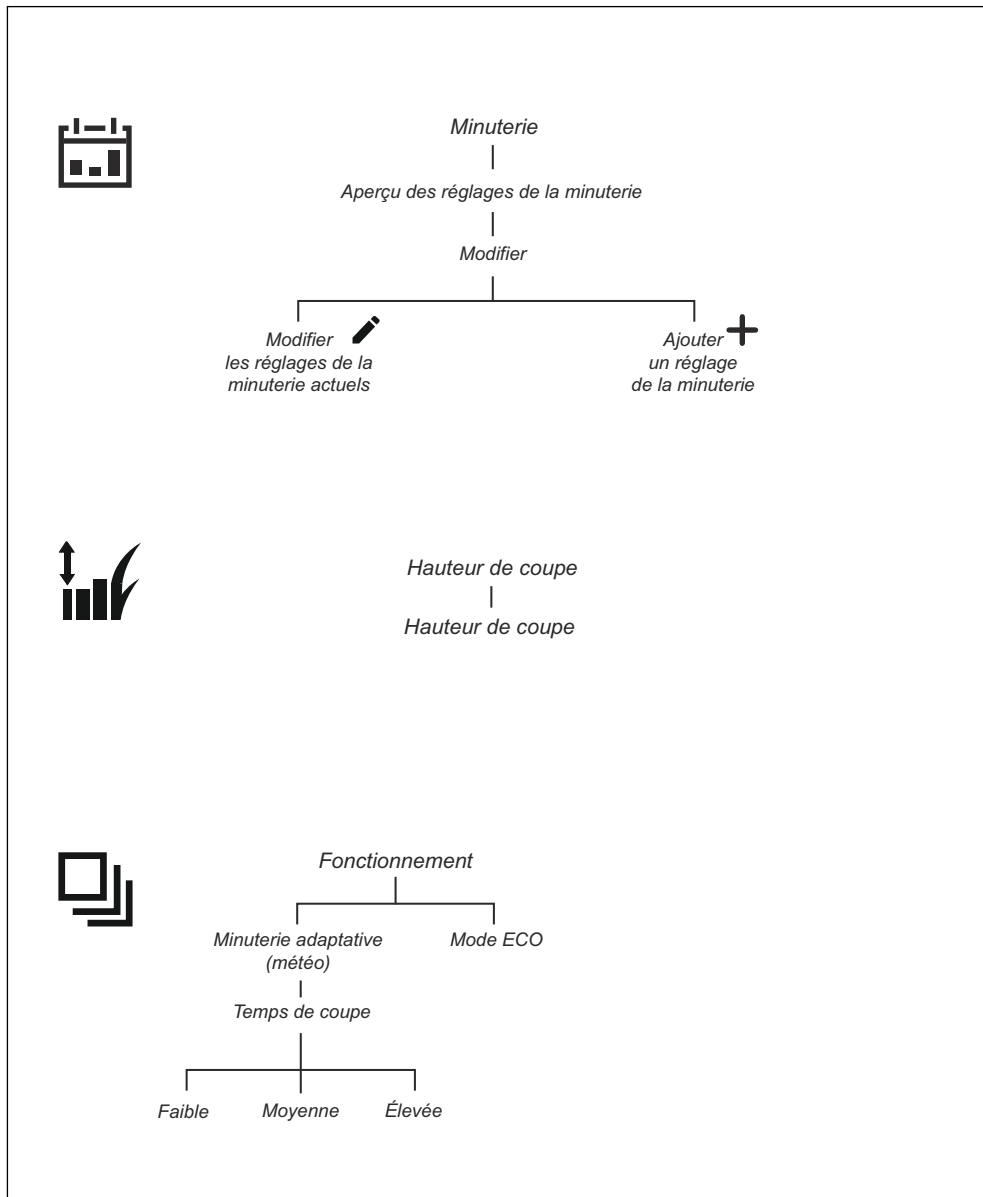 Minuterie
Aperçu des réglages de la minuterie
Modifier
Modifier
les réglages de la
minuterie actuels
Ajouter
un réglage
de la minuterie
Hauteur de coupe
Hauteur de coupe
Fonctionnement
Minuterie adaptative
(météo)
Mode ECO
Temps de coupe
Faible
Moyenne
Élevée